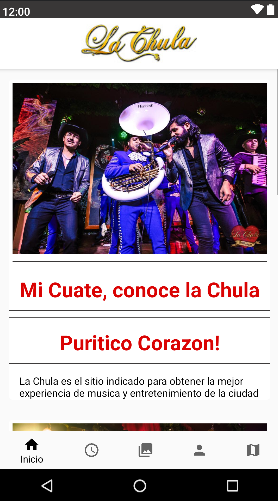 12:00
La Chula
Mi Cuate, conoce la Chula
Puritico Corazon!
La Chula es el sitio indicado para obtener la mejor
experiencia de musica y entretenimiento de la ciudad
Inicio